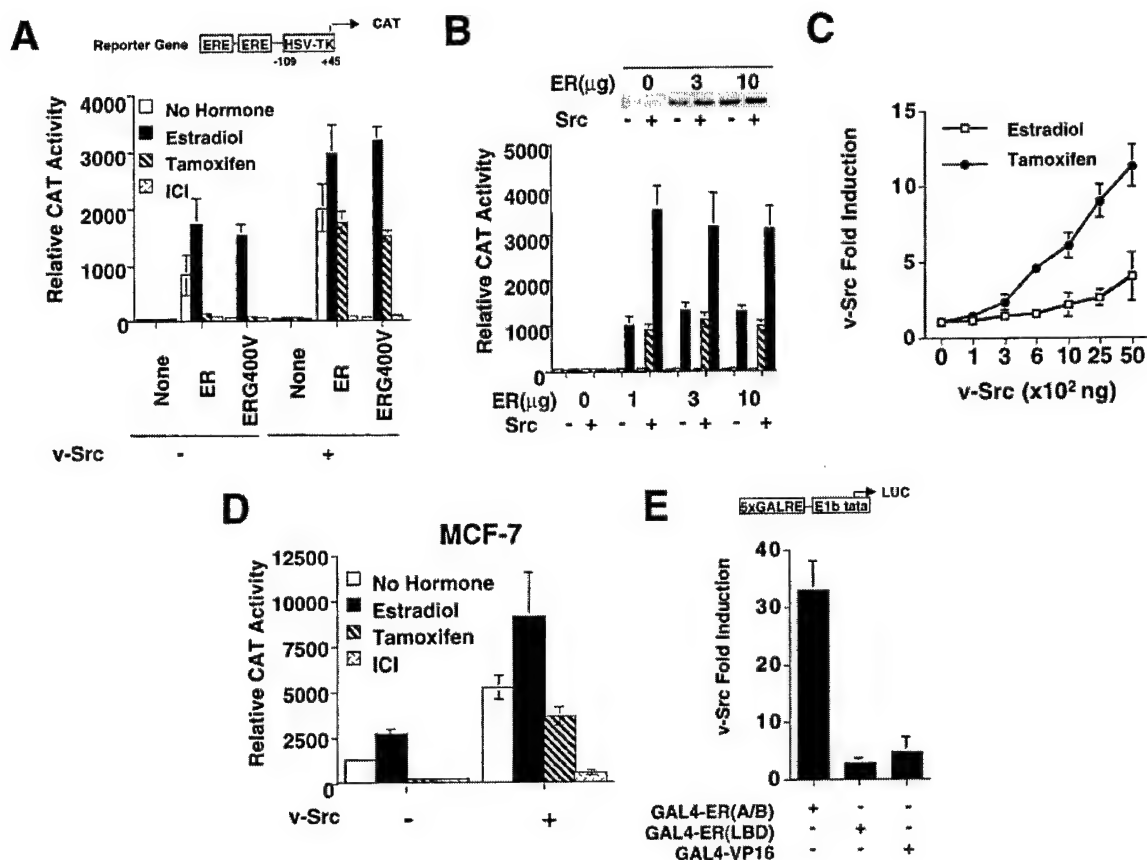 A
Reporter Gene ERE ERE HSV-TK CAT
-109 +45
Relative CAT Activity
4000
3000
2000
1000
0
No Hormone
Estradiol
Tamoxifen
ICI
None ER ERG400V None ER ERG400V
v-Src - +
B
ER(μg) 0 3 10
Src - + - + - +
Relative CAT Activity
5000
4000
3000
2000
1000
0
ER(μg) 0 1 3 10
Src - + - + - + - +
C
v-Src Fold Induction
15
10
5
0
Estradiol
Tamoxifen
0 1 3 6 10 25 50
v-Src (x10² ng)
D
MCF-7
Relative CAT Activity
12500
10000
7500
5000
2500
0
No Hormone
Estradiol
Tamoxifen
ICI
v-Src - +
E
5xGALRE E1b tata LUC
v-Src Fold Induction
40
30
20
10
0
GAL4-ER(A/B) + - -
GAL4-ER(LBD) - + -
GAL4-VP16 - - +